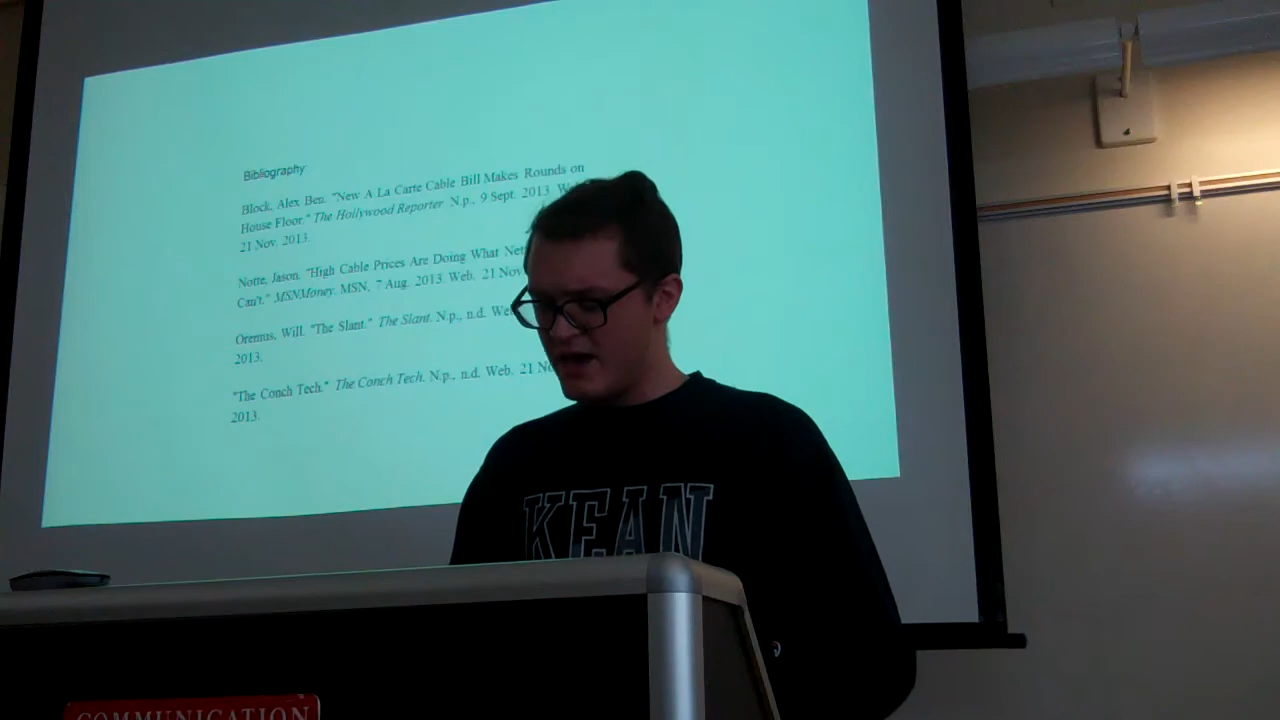 Bibliography
Block, Alex Ben. "New A La Carte Cable Bill Makes Rounds on
House Floor." The Hollywood Reporter. N.p., 9 Sept. 2013.
21 Nov. 2013.
Notte, Jason. "High Cable Prices Are Doing What
Can't." MSNMoney. MSN, 7 Aug. 2013. Web. 21 Nov
Oremus, Will. "The Slant." The Slant. N.p., n.d.
2013.
"The Conch Tech." The Conch Tech. N.p., n.d. Web. 21
2013.
KEAN
COMMUNICATION